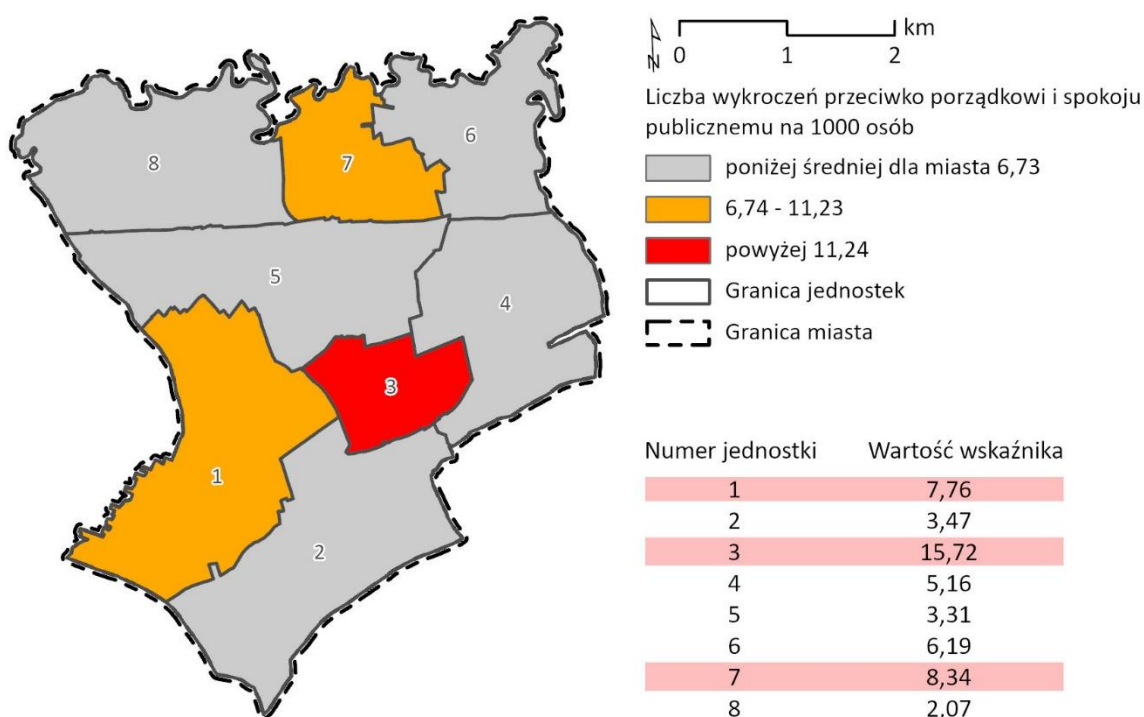 km
0 1 2
N
Liczba wykroczeń przeciwko porządkowi i spokoju
publicznemu na 1000 osób
poniżej średniej dla miasta 6,73
6,74 - 11,23
powyżej 11,24
Granica jednostek
Granica miasta
8
7
6
5
4
3
1
2
Numer jednostki Wartość wskaźnika
1 7,76
2 3,47
3 15,72
4 5,16
5 3,31
6 6,19
7 8,34
8 2,07